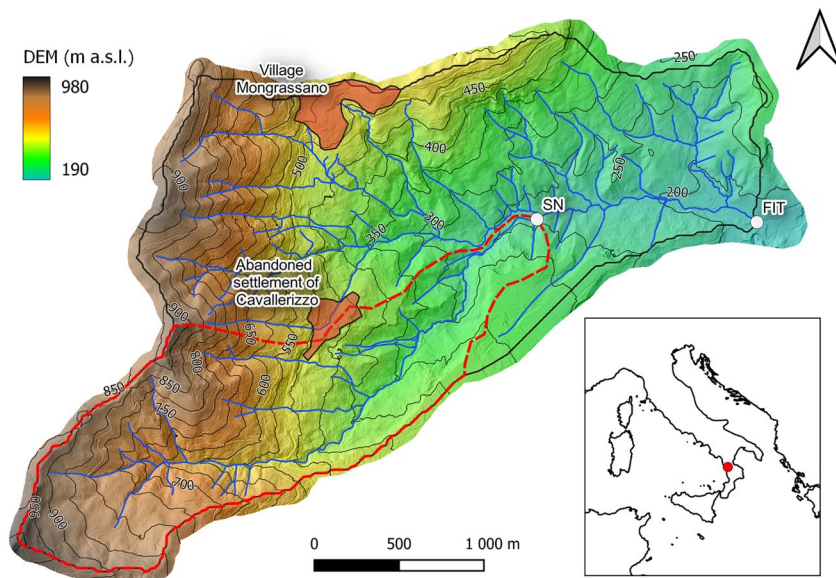 DEM (m a.s.l.)
980
190
Village
Mongrassano
250
450
400
500
900
250
200
SN
FIT
300
350
Abandoned
settlement of
Cavallerizzo
900
650
550
800
850
850
600
750
700
950
900
0 500 1 000 m